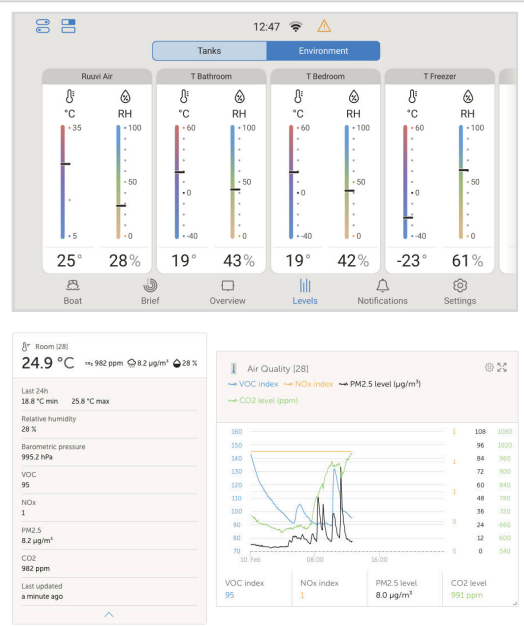 12:47
Tanks Environment
Ruuvi Air T Bathroom T Bedroom T Freezer
°C RH °C RH °C RH °C RH
35 100 60 100 60 100 60 100
50 0 50 0 50 0 50
5 0 -40 0 -40 0 -40 0
25° 28% 19° 43% 19° 42% -23° 61%
Boat Brief Overview Levels Notifications Settings
Room [28]
24.9 °C CO₂ 982 ppm 8.2 µg/m³ 28 %
Last 24h
18.8 °C min 25.8 °C max
Relative humidity
28 %
Barometric pressure
995.2 hPa
VOC
95
NOx
1
PM2.5
8.2 µg/m³
CO2
982 ppm
Last updated
a minute ago
Air Quality [28]
VOC index NOx index PM2.5 level (µg/m³)
CO2 level (ppm)
160 1 108 1080
150 96 1020
140 1 84 960
130 72 900
120 60 840
110 1 48 780
100 36 720
90 0 24 660
80 12 600
70 0 0 540
10. Feb 08:00 16:00
VOC index NOx index PM2.5 level CO2 level
95 1 8.0 µg/m³ 991 ppm